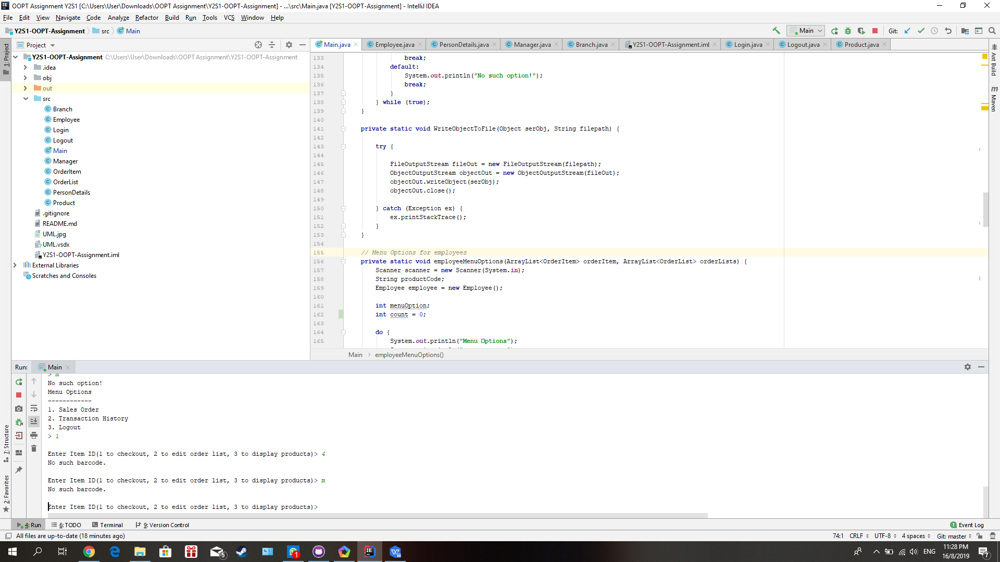 OOPT Assignment Y2S1 [C:\Users\User\Downloads\OOPT Assignment\Y2S1-OOPT-Assignment] - ...\src\Main.java [Y2S1-OOPT-Assignment] - IntelliJ IDEA
File Edit View Navigate Code Analyze Refactor Build Run Tools VCS Window Help
Y2S1-OOPT-Assignment src Main
Main Git:
Project
Main.java Employee.java PersonDetails.java Manager.java Branch.java Y2S1-OOPT-Assignment.iml Login.java Logout.java Product.java
1: Project
7: Structure
2: Favorites
Ant Build
Maven
Y2S1-OOPT-Assignment C:\Users\User\Downloads\OOPT Assignment\Y2S1-OOPT-Assignment
.idea
obj
out
src
Branch
Employee
Login
Logout
Main
Manager
OrderItem
OrderList
PersonDetails
Product
.gitignore
README.md
UML.jpg
UML.vsdx
Y2S1-OOPT-Assignment.iml
External Libraries
Scratches and Consoles
133 break;
134 default:
135 System.out.println("No such option!");
136 break;
137 }
138 } while (true);
139 }
140
141 private static void WriteObjectToFile(Object serObj, String filepath) {
142
143 try {
144
145 FileOutputStream fileOut = new FileOutputStream(filepath);
146 ObjectOutputStream objectOut = new ObjectOutputStream(fileOut);
147 objectOut.writeObject(serObj);
148 objectOut.close();
149
150 } catch (Exception ex) {
151 ex.printStackTrace();
152 }
153 }
154
155 // Menu Options for employees
156 private static void employeeMenuOptions(ArrayList<OrderItem> orderItem, ArrayList<OrderList> orderLists) {
157 Scanner scanner = new Scanner(System.in);
158 String productCode;
159 Employee employee = new Employee();
160
161 int menuOption;
162 int count = 0;
163
164 do {
165 System.out.println("Menu Options");
Main > employeeMenuOptions()
Run: Main
> m
No such option!
Menu Options
------------
1. Sales Order
2. Transaction History
3. Logout
> 1
Enter Item ID(1 to checkout, 2 to edit order list, 3 to display products)> 4
No such barcode.
Enter Item ID(1 to checkout, 2 to edit order list, 3 to display products)> m
No such barcode.
Enter Item ID(1 to checkout, 2 to edit order list, 3 to display products)>
4: Run 6: TODO Terminal 9: Version Control 1 Event Log
All files are up-to-date (18 minutes ago) 74:1 CRLF UTF-8 4 spaces Git: master
5 1 ENG 11:28 PM 7
16/8/2019